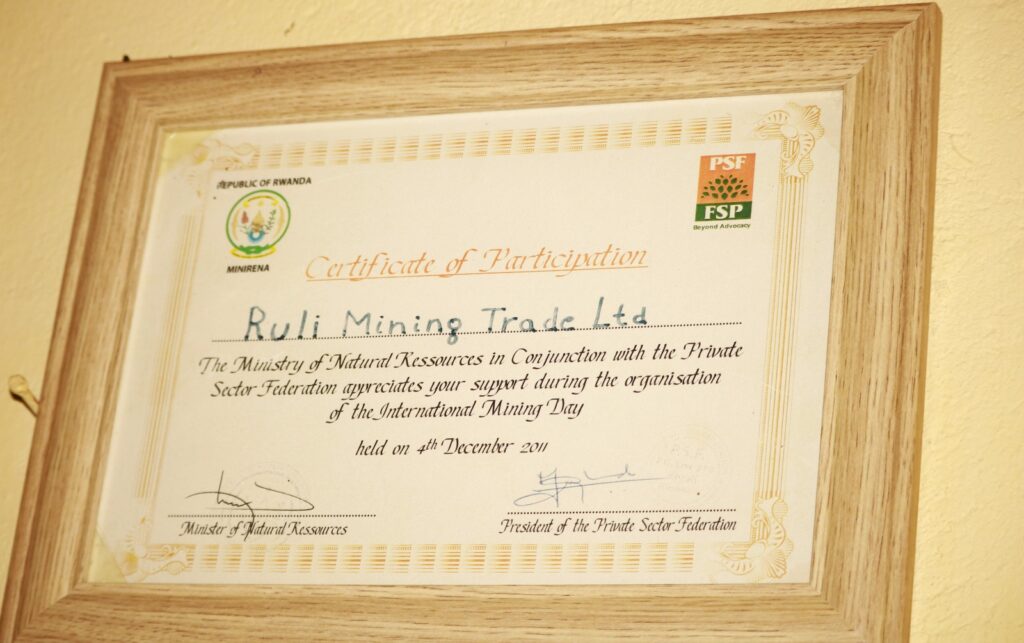 REPUBLIC OF RWANDA
MINIRENA
PSF
FSP
Beyond Advocacy
Certificate of Participation
Ruli Mining Trade Ltd
The Ministry of Natural Ressources in Conjunction with the Private
Sector Federation appreciates your support during the organisation
of the International Mining Day
held on 4th December 2011
Minister of Natural Ressources
President of the Private Sector Federation